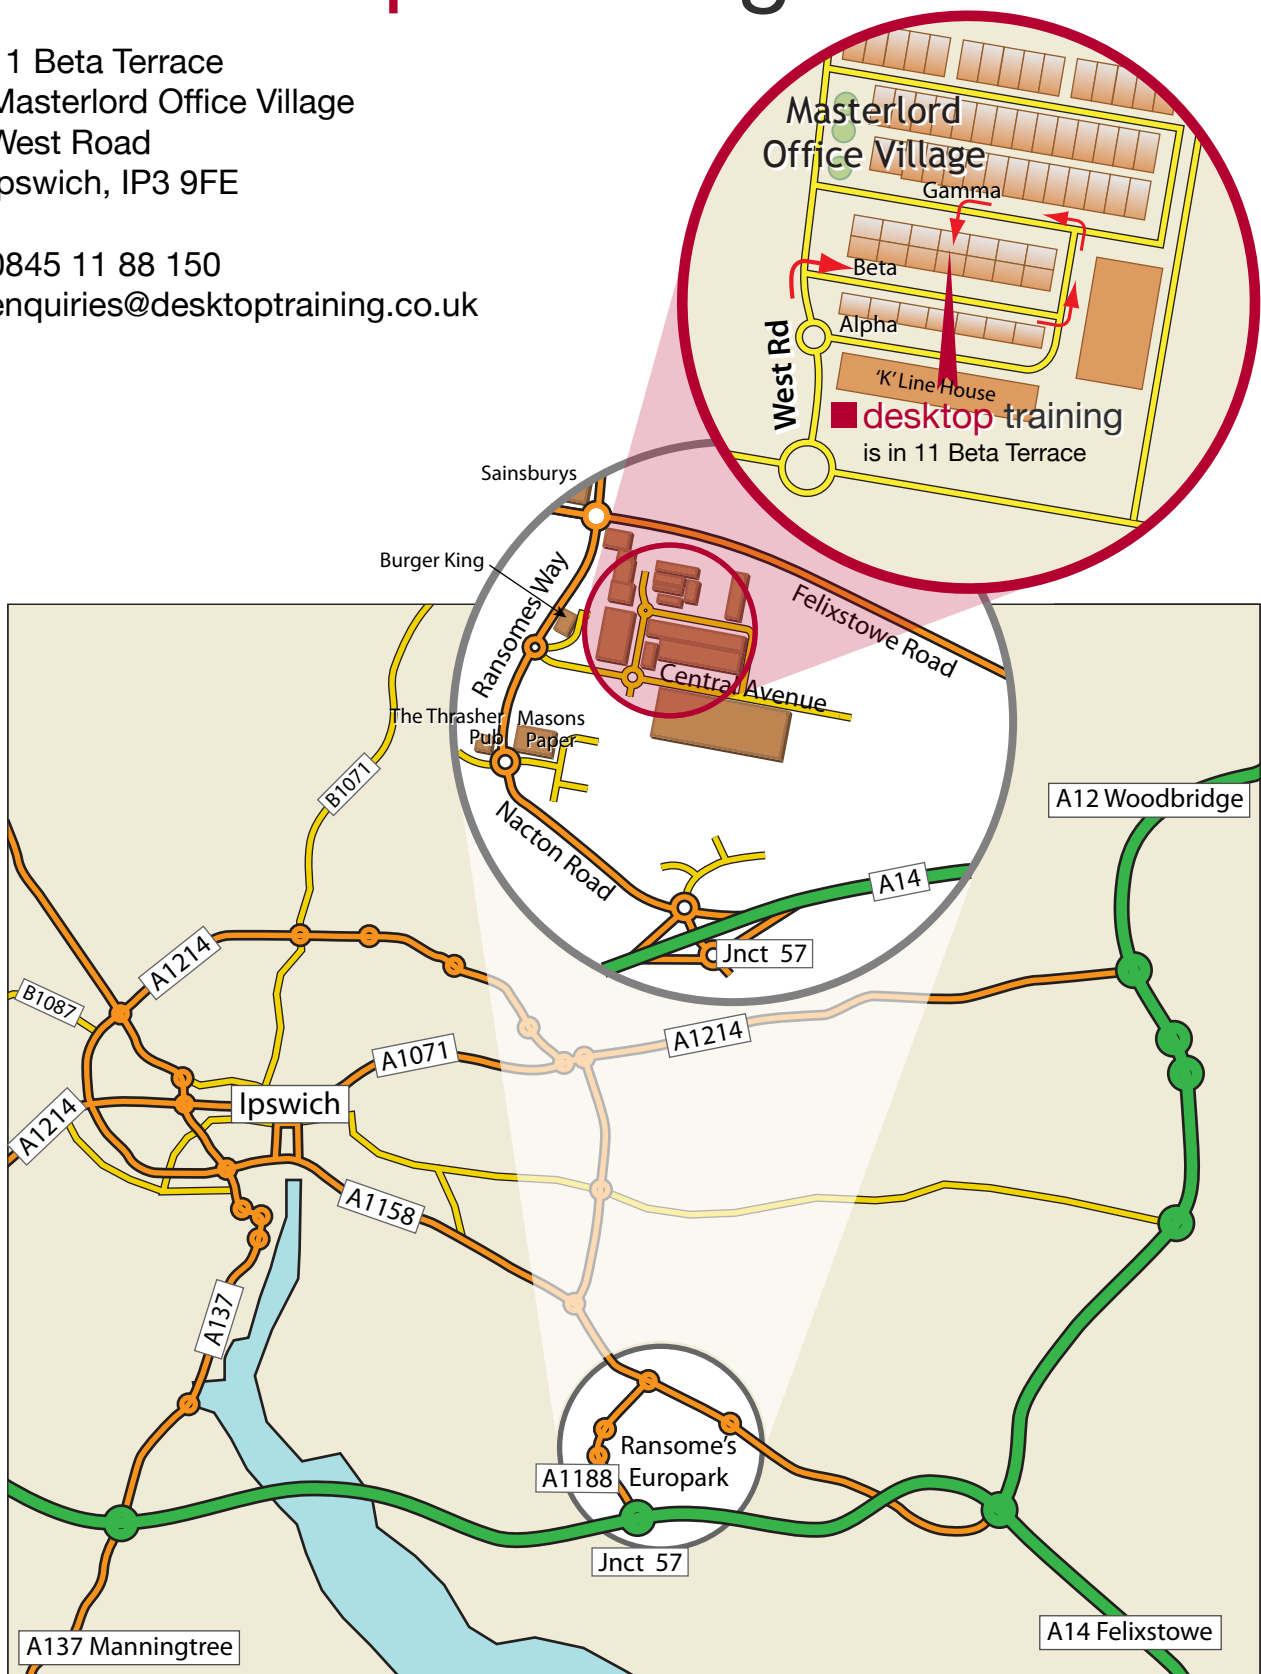 11 Beta Terrace
Masterlord Office Village
West Road
Ipswich, IP3 9FE
0845 11 88 150
enquiries@desktoptraining.co.uk
Masterlord
Office Village
Gamma
Beta
Alpha
West Rd
'K' Line House
desktop training
is in 11 Beta Terrace
Sainsburys
Burger King
Ransomes Way
Felixstowe Road
Central Avenue
The Thrasher
Pub
Masons
Paper
Nacton Road
A14
Jnct 57
B1071
A12 Woodbridge
A1214
B1087
A1071
A1214
A1214
Ipswich
A1158
A137
Ransome's
Europark
A1188
Jnct 57
A137 Manningtree
A14 Felixstowe